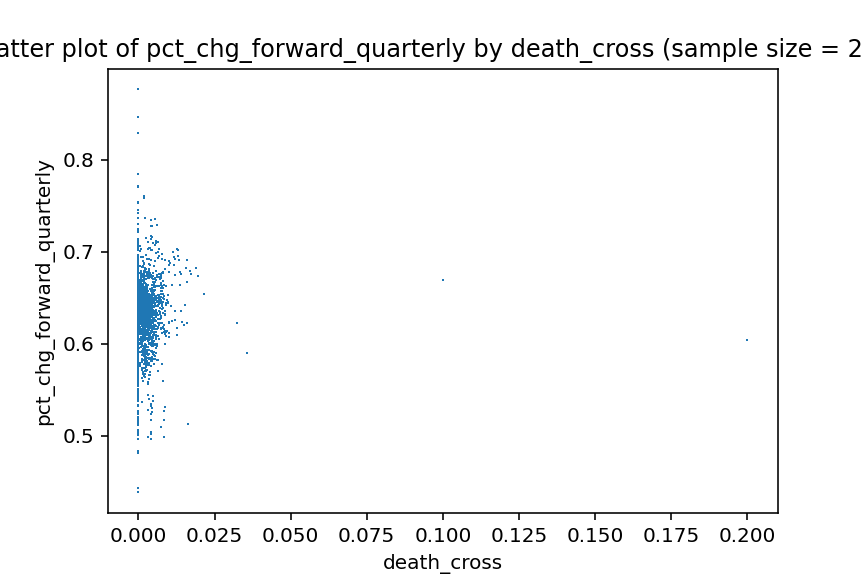 atter plot of pct_chg_forward_quarterly by death_cross (sample size = 2
0.8
0.7
0.6
0.5
pct_chg_forward_quarterly
0.000 0.025 0.050 0.075 0.100 0.125 0.150 0.175 0.200
death_cross